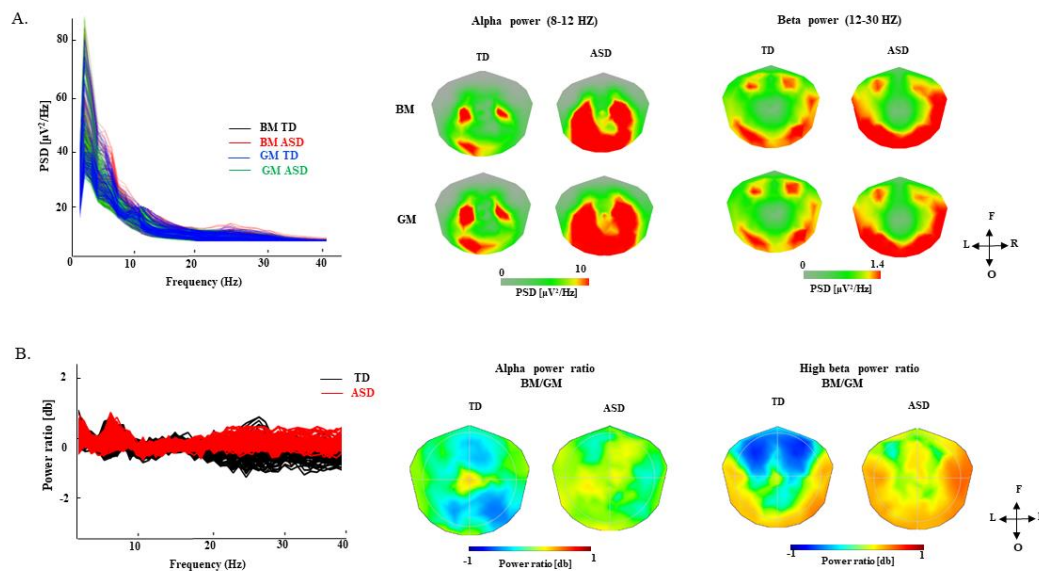 A.
80
60
40
20
0
10
20
30
40
PSD [µV²/Hz]
Frequency (Hz)
BM TD
BM ASD
GM TD
GM ASD
Alpha power (8-12 HZ)
TD
ASD
BM
GM
0
10
PSD [µV²/Hz]
Beta power (12-30 HZ)
TD
ASD
0
1.4
PSD [µV²/Hz]
F
L
R
O
B.
2
0
-2
0
10
20
30
40
Power ratio [db]
Frequency (Hz)
TD
ASD
Alpha power ratio
BM/GM
TD
ASD
-1
1
Power ratio [db]
High beta power ratio
BM/GM
TD
ASD
-1
1
Power ratio [db]
F
L
O